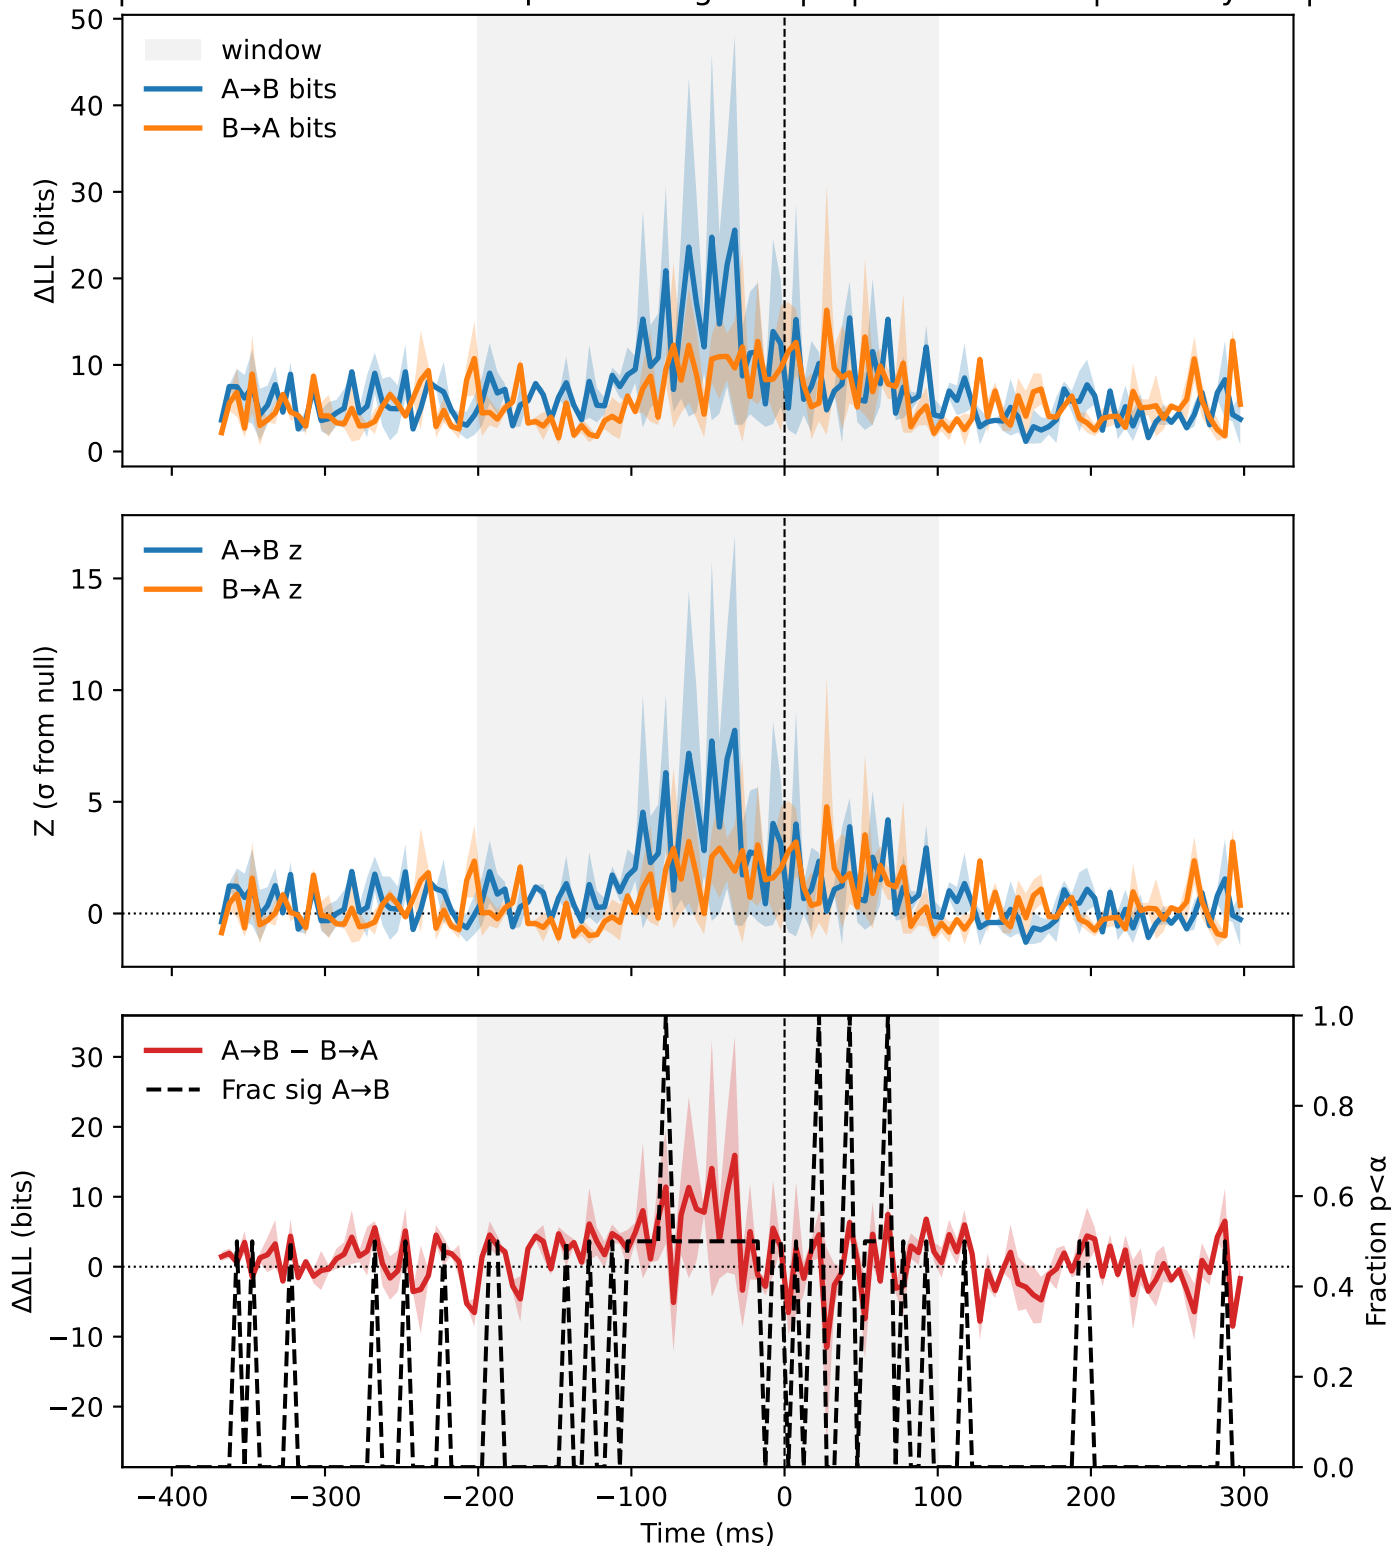 50
40
30
20
10
0
ΔLL (bits)
window
A→B bits
B→A bits
15
10
5
0
Z (σ from null)
A→B z
B→A z
30
20
10
0
−10
−20
ΔΔLL (bits)
A→B − B→A
Frac sig A→B
1.0
0.8
0.6
0.4
0.2
0.0
Fraction p<α
−400 −300 −200 −100 0 100 200 300
Time (ms)